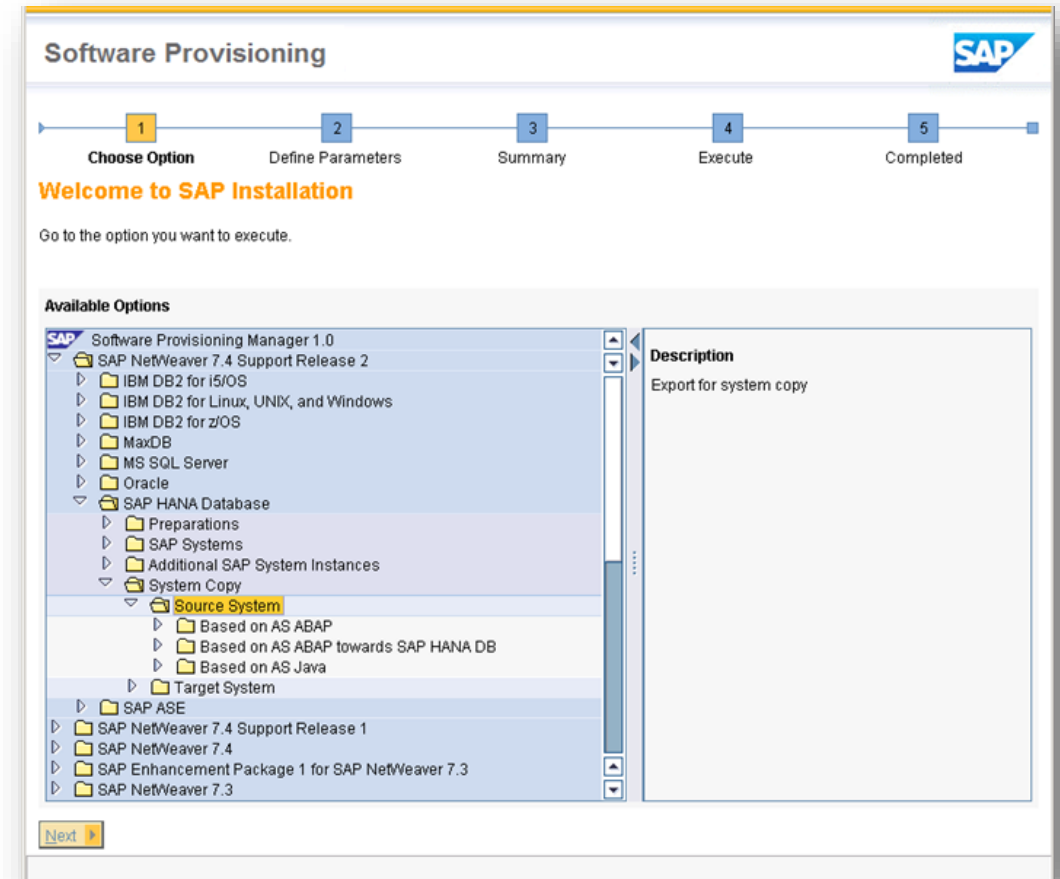 Software Provisioning
SAP
1 2 3 4 5
Choose Option Define Parameters Summary Execute Completed
Welcome to SAP Installation
Go to the option you want to execute.
Available Options
SAP Software Provisioning Manager 1.0
SAP NetWeaver 7.4 Support Release 2
IBM DB2 for i5/OS
IBM DB2 for Linux, UNIX, and Windows
IBM DB2 for z/OS
MaxDB
MS SQL Server
Oracle
SAP HANA Database
Preparations
SAP Systems
Additional SAP System Instances
System Copy
Source System
Based on AS ABAP
Based on AS ABAP towards SAP HANA DB
Based on AS Java
Target System
SAP ASE
SAP NetWeaver 7.4 Support Release 1
SAP NetWeaver 7.4
SAP Enhancement Package 1 for SAP NetWeaver 7.3
SAP NetWeaver 7.3
Description
Export for system copy
Next